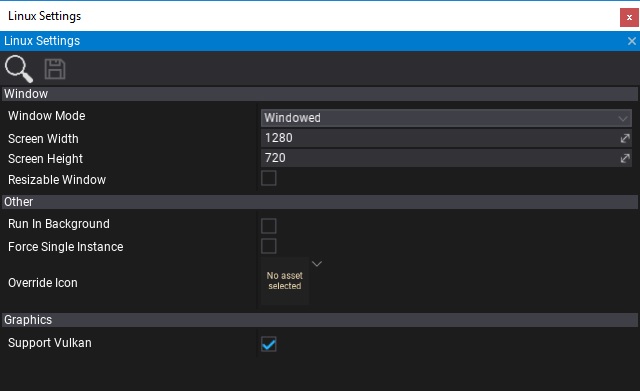 Linux Settings
Linux Settings
Window
Window Mode Windowed
Screen Width 1280
Screen Height 720
Resizable Window
Other
Run In Background
Force Single Instance
Override Icon No asset selected
Graphics
Support Vulkan